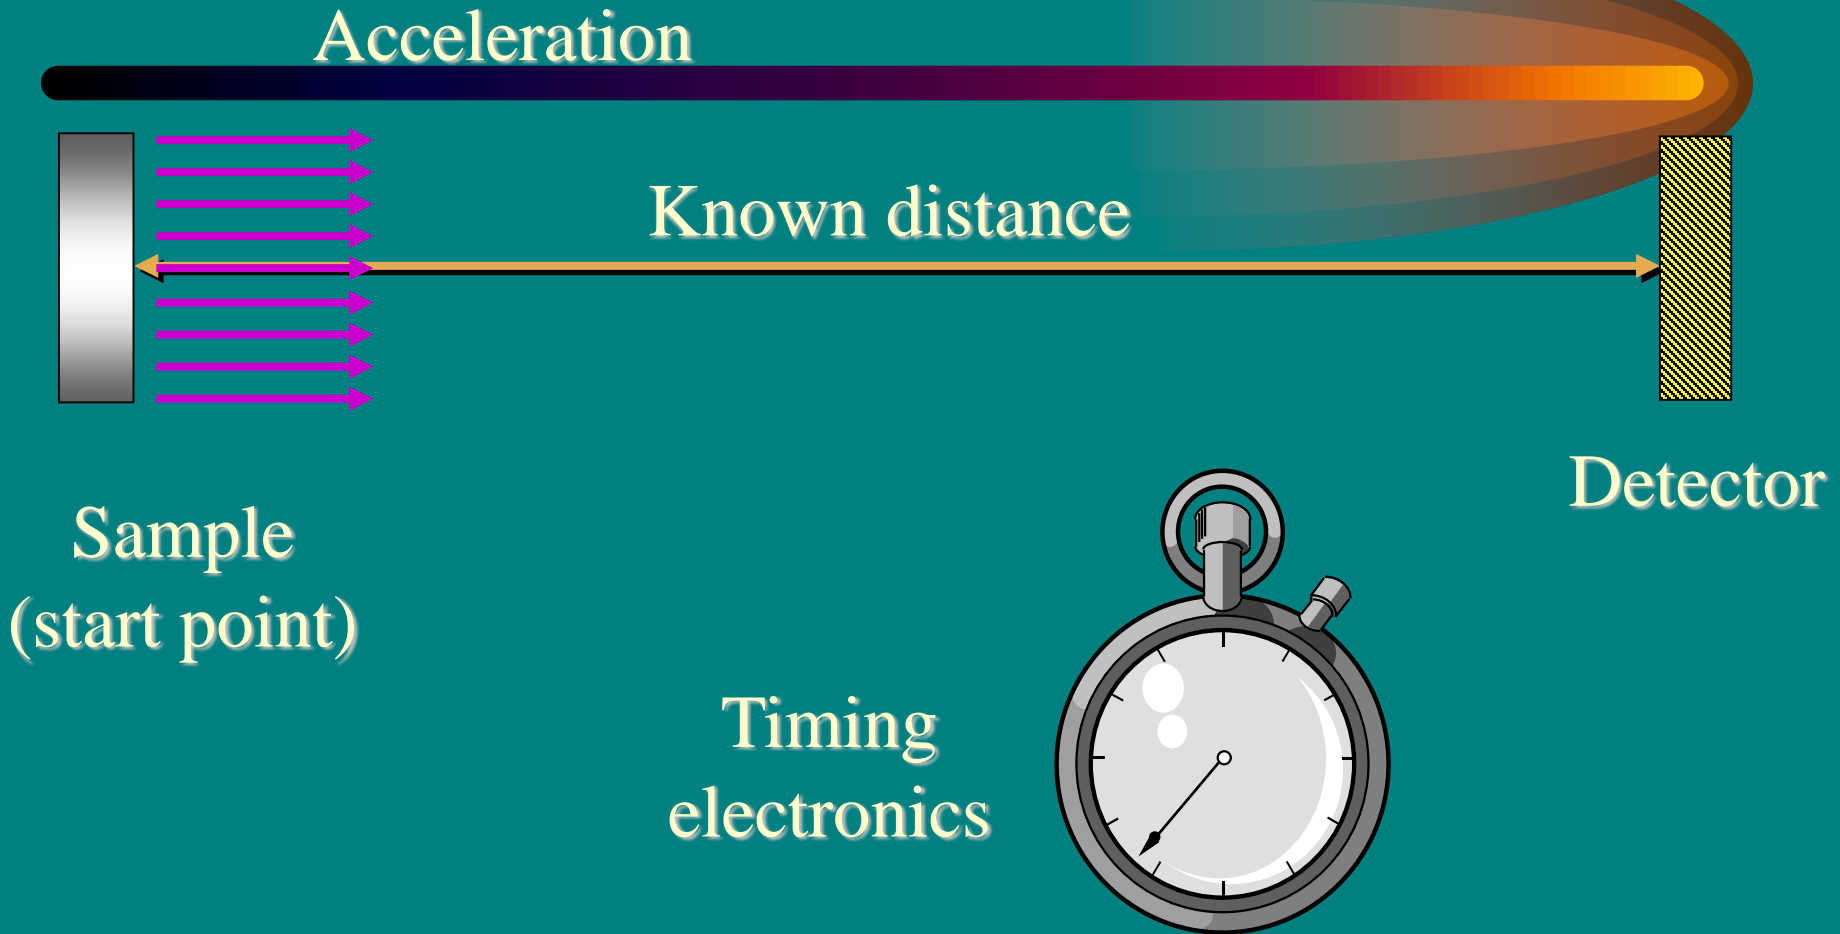 Acceleration
Known distance
Detector
Sample
(start point)
Timing
electronics